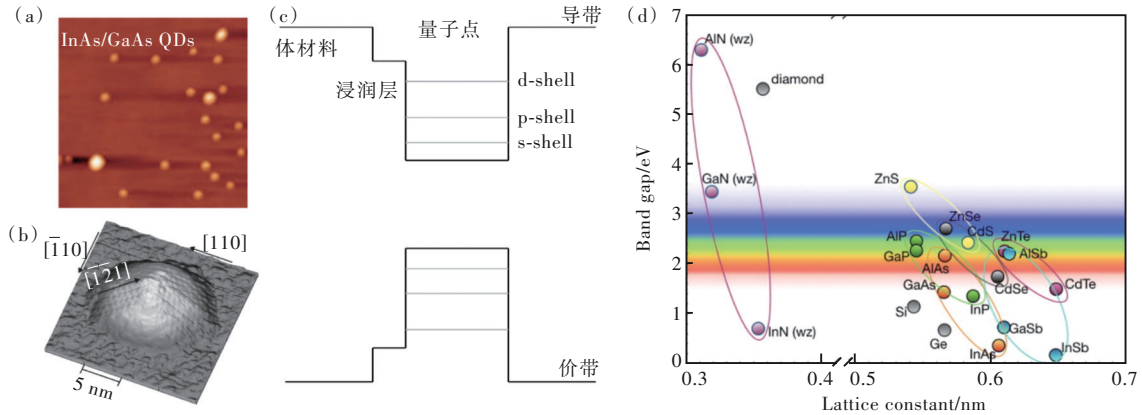 (a)
InAs/GaAs QDs
(b)
[1̄10]
[110]
[1̄2̄1]
5 nm
(c)
导带
体材料
量子点
浸润层
d-shell
p-shell
s-shell
价带
(d)
Band gap/eV
7
6
5
4
3
2
1
0
AlN (wz)
diamond
GaN (wz)
ZnS
ZnSe
CdS
ZnTe
AlP
AlSb
GaP
AlAs
CdTe
CdSe
GaAs
InP
Si
GaSb
InN (wz)
Ge
InAs
InSb
0.3
0.4
0.5
0.6
0.7
Lattice constant/nm